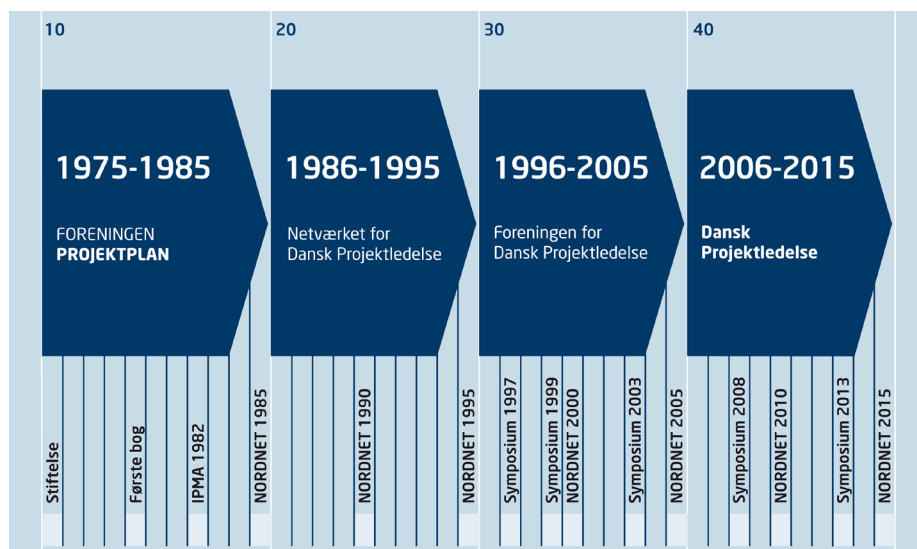 10
20
30
40
1975-1985
FORENINGEN
PROJEKTPLAN
1986-1995
Netværket for
Dansk Projektledelse
1996-2005
Foreningen for
Dansk Projektledelse
2006-2015
Dansk
Projektledelse
Stiftelse
Første bog
IPMA 1982
NORDNET 1985
NORDNET 1990
NORDNET 1995
Symposium 1997
Symposium 1999
NORDNET 2000
Symposium 2003
NORDNET 2005
Symposium 2008
NORDNET 2010
Symposium 2013
NORDNET 2015